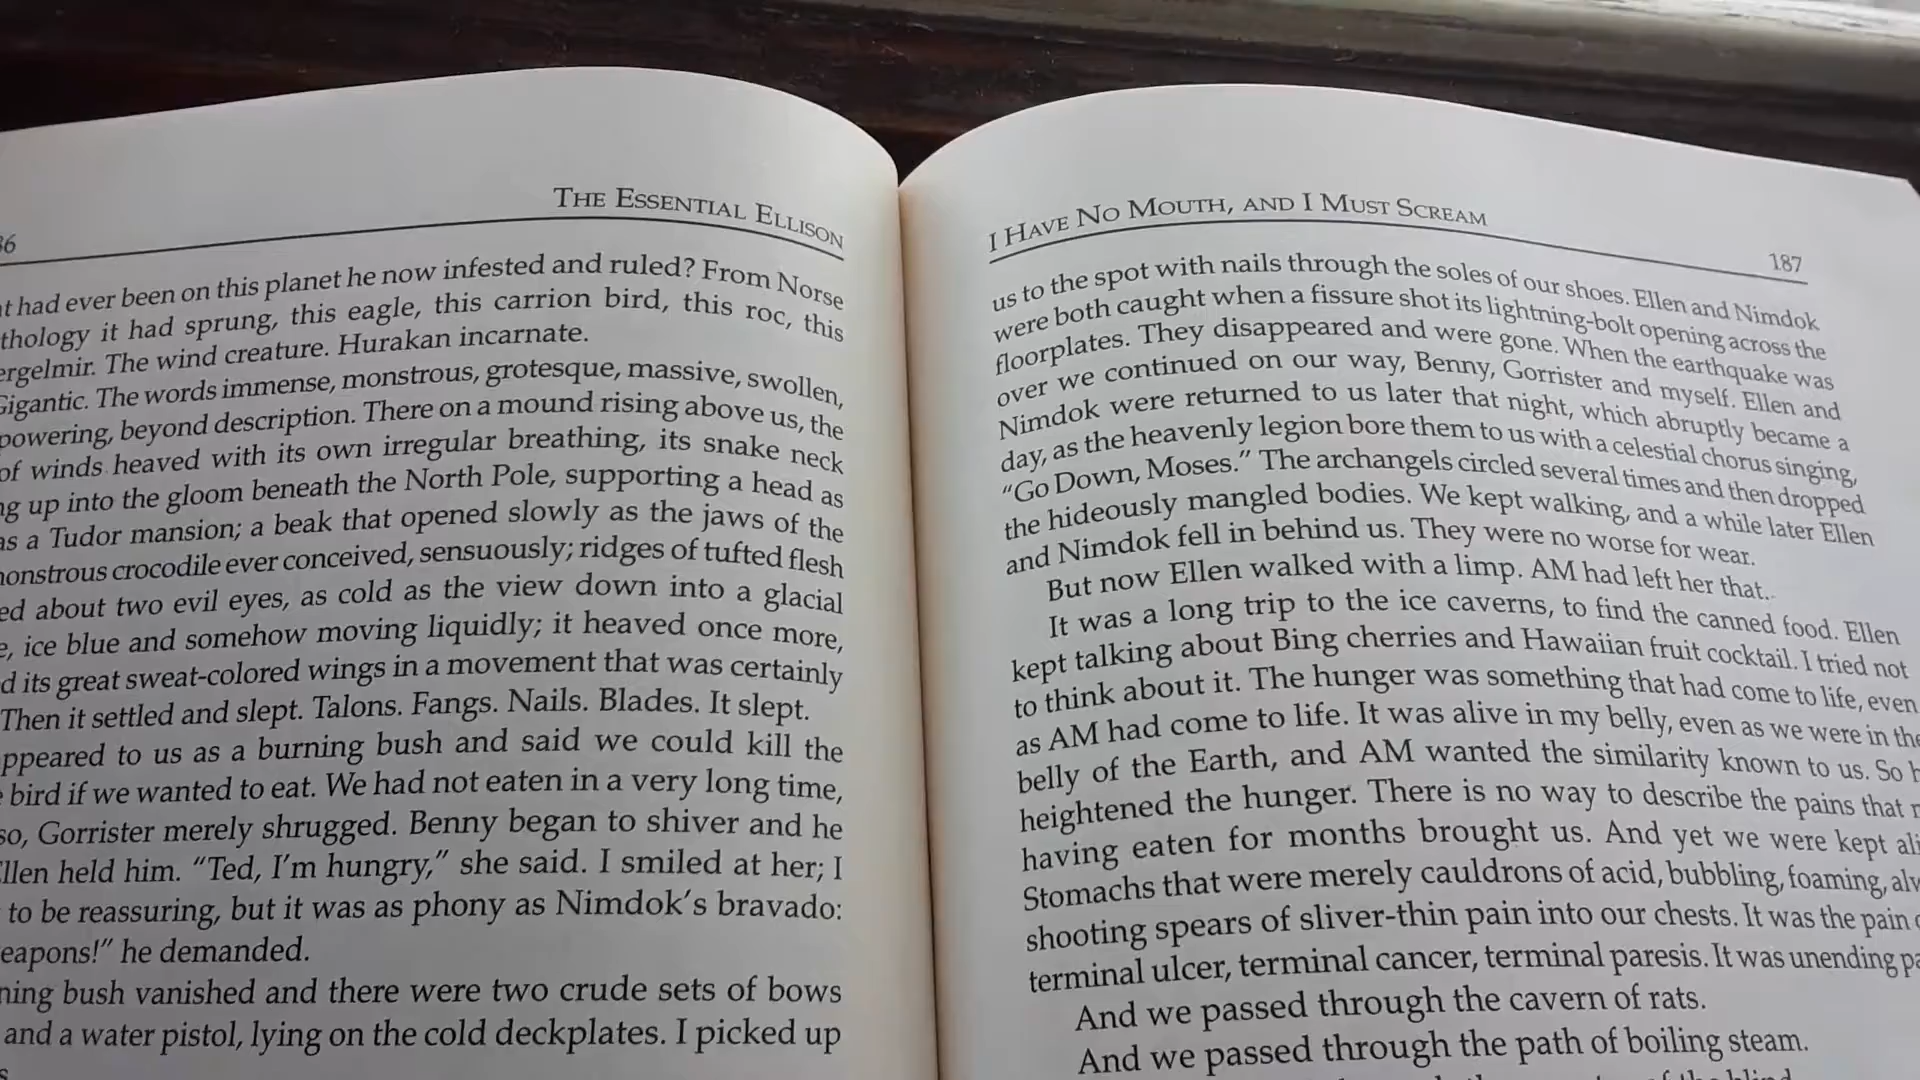 THE ESSENTIAL ELLISON
had ever been on this planet he now infested and ruled? From Norse
it had sprung, this eagle, this carrion bird, this roc, this
The wind creature. Hurakan incarnate.
The words immense, monstrous, grotesque, massive, swollen,
beyond description. There on a mound rising above us, the
of winds heaved with its own irregular breathing, its snake neck
up into the gloom beneath the North Pole, supporting a head as
a Tudor mansion; a beak that opened slowly as the jaws of the
crocodile ever conceived, sensuously; ridges of tufted flesh
about two evil eyes, as cold as the view down into a glacial
ice blue and somehow moving liquidly; it heaved once more,
its great sweat-colored wings in a movement that was certainly
Then it settled and slept. Talons. Fangs. Nails. Blades. It slept.
to us as a burning bush and said we could kill the
bird if we wanted to eat. We had not eaten in a very long time,
so, Gorrister merely shrugged. Benny began to shiver and he
held him. “Ted, I’m hungry,” she said. I smiled at her; I
to be reassuring, but it was as phony as Nimdok’s bravado:
he demanded.
bush vanished and there were two crude sets of bows
and a water pistol, lying on the cold deckplates. I picked up
I HAVE NO MOUTH, AND I MUST SCREAM
187
us to the spot with nails through the soles of our shoes. Ellen and Nimdok
were both caught when a fissure shot its lightning-bolt opening across the
floorplates. They disappeared and were gone. When the earthquake was
over we continued on our way, Benny, Gorrister and myself. Ellen and
Nimdok were returned to us later that night, which abruptly became a
day, as the heavenly legion bore them to us with a celestial chorus singing,
“Go Down, Moses.” The archangels circled several times and then dropped
the hideously mangled bodies. We kept walking, and a while later Ellen
and Nimdok fell in behind us. They were no worse for wear.
But now Ellen walked with a limp. AM had left her that.
It was a long trip to the ice caverns, to find the canned food. Ellen
kept talking about Bing cherries and Hawaiian fruit cocktail. I tried not
to think about it. The hunger was something that had come to life, even
as AM had come to life. It was alive in my belly, even as we were in the
belly of the Earth, and AM wanted the similarity known to us. So
heightened the hunger. There is no way to describe the pains that
having eaten for months brought us. And yet we were kept
Stomachs that were merely cauldrons of acid, bubbling, foaming,
shooting spears of sliver-thin pain into our chests. It was the pain
terminal ulcer, terminal cancer, terminal paresis. It was unending
And we passed through the cavern of rats.
And we passed through the path of boiling steam.